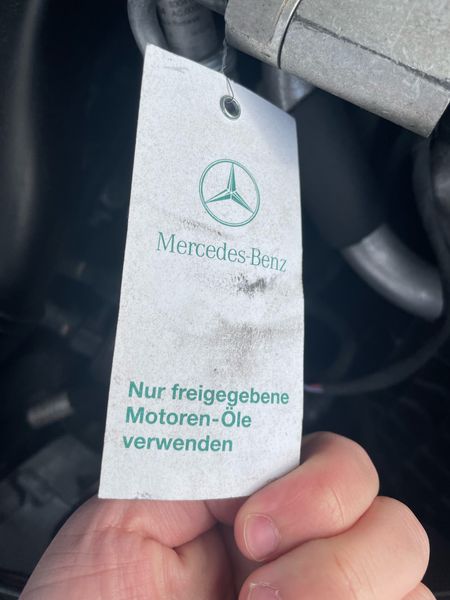 Mercedes-Benz
Nur freigegebene
Motoren-Öle
verwenden